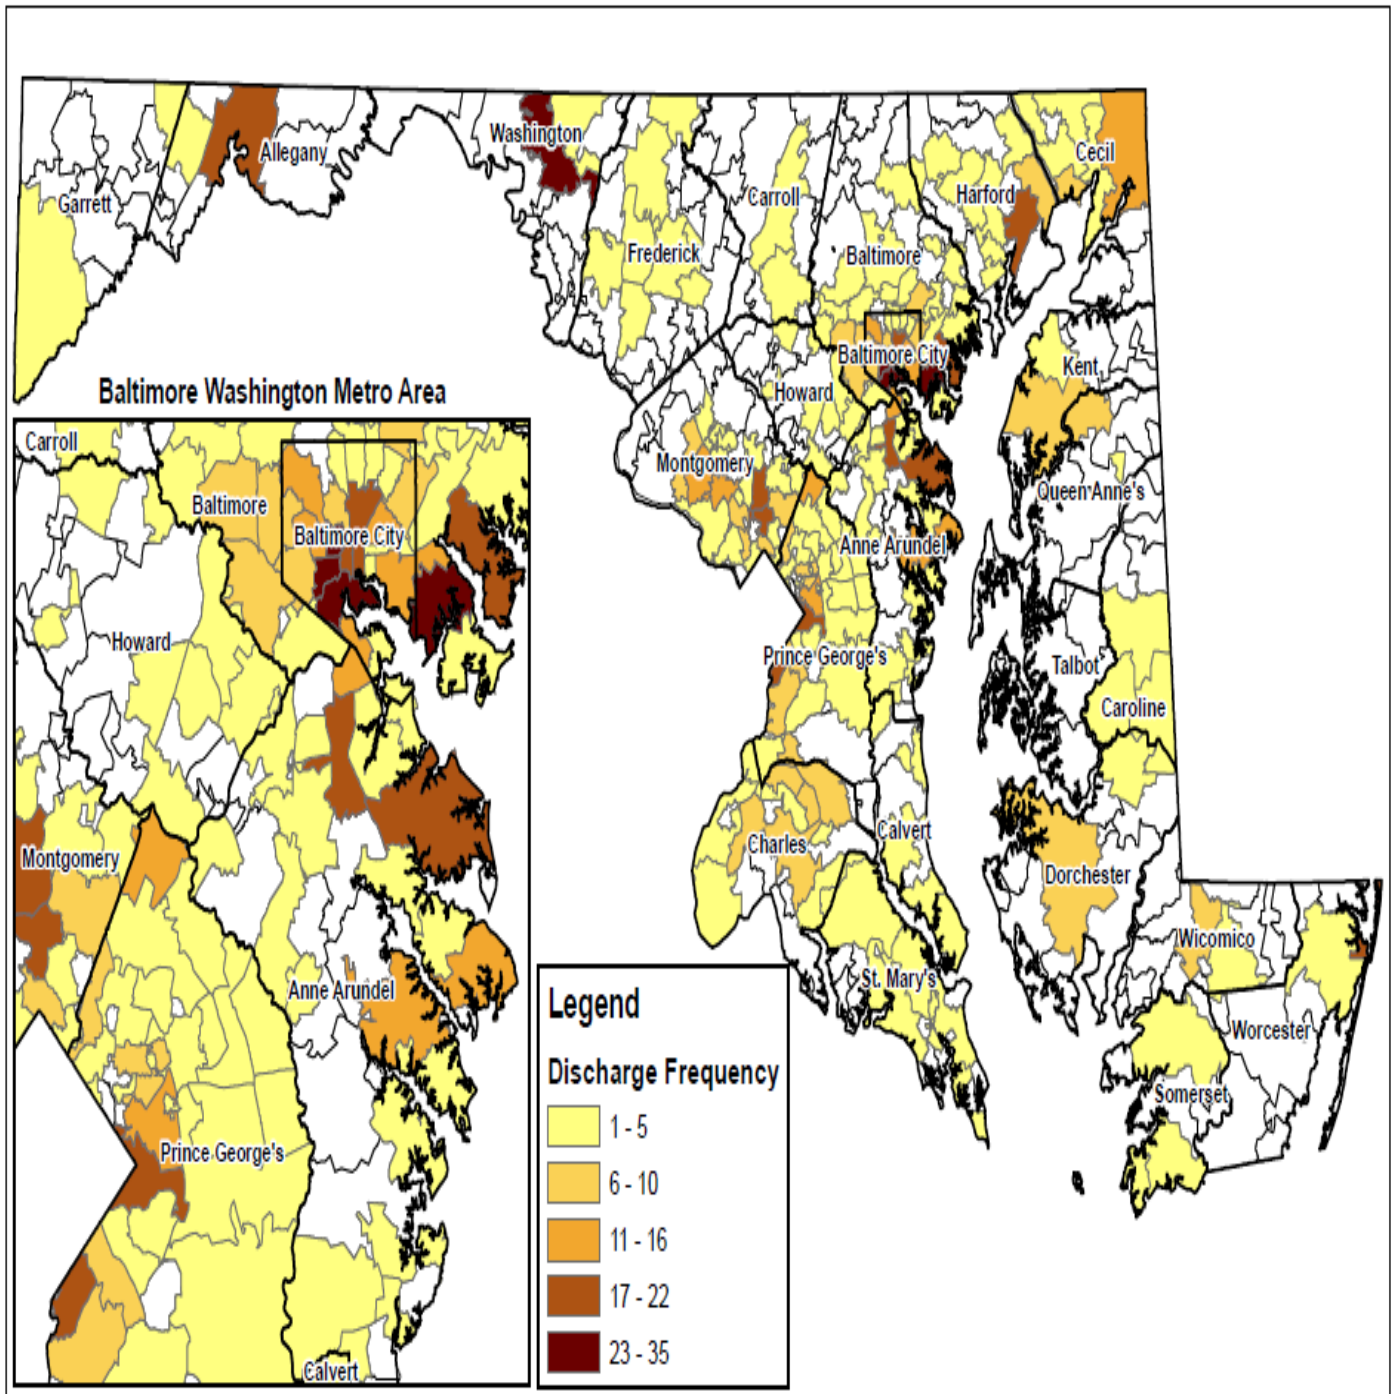 Washington
Allegany
Cecil
Garrett
Carroll
Harford
Frederick
Baltimore
Baltimore City
Kent
Howard
Baltimore Washington Metro Area
Montgomery
Queen Anne's
Anne Arundel
Prince George's
Talbot
Caroline
Charles
Calvert
Dorchester
Wicomico
St. Mary's
Worcester
Somerset
Carroll
Baltimore
Baltimore City
Howard
Montgomery
Anne Arundel
Prince George's
Calvert
Legend
Discharge Frequency
1 - 5
6 - 10
11 - 16
17 - 22
23 - 35